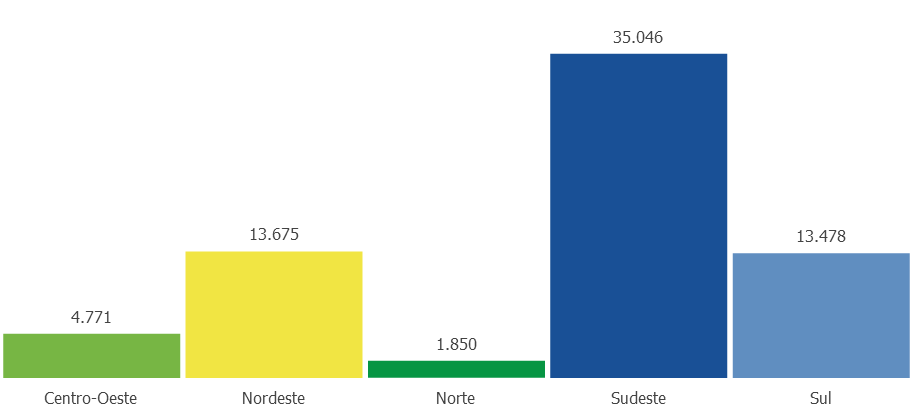 35.046
13.675
13.478
4.771
1.850
Centro-Oeste
Nordeste
Norte
Sudeste
Sul